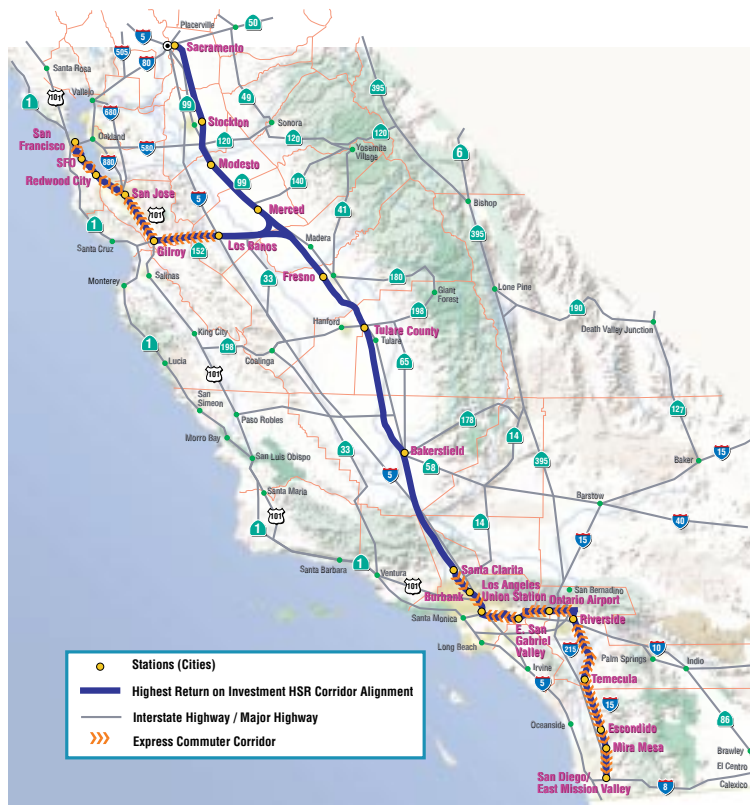 Placerville
50
5
Sacramento
505
80
Santa Rosa
101
1
Vallejo
99
49
395
680
Stockton
Sonora
San
Francisco
Oakland
580
120
120
120
6
SFO
880
Modesto
Yosemite
Village
Redwood City
99
140
San Jose
5
Merced
41
Bishop
101
1
395
Santa Cruz
Gilroy
152
Los Banos
Madera
Monterey
Salinas
33
Fresno
180
Giant
Forest
Lone Pine
198
190
King City
Hanford
Tulare County
Tulare
Death Valley Junction
1
198
Lucia
Coalinga
65
101
San
Simeon
127
Paso Robles
178
14
15
Morro Bay
33
Bakersfield
395
Baker
San Luis Obispo
5
58
Santa Maria
Barstow
101
14
40
1
15
Santa Barbara
1
Ventura
Santa Clarita
101
Burbank
Los Angeles
Union Station
San Bernadino
Ontario Airport
Santa Monica
Riverside
E. San
Gabriel
Valley
Long Beach
215
10
Irvine
Palm Springs
Indio
5
Temecula
15
86
Oceanside
Escondido
Mira Mesa
Brawley
El Centro
San Diego/
East Mission Valley
8
Calexico
Stations (Cities)
Highest Return on Investment HSR Corridor Alignment
Interstate Highway / Major Highway
Express Commuter Corridor